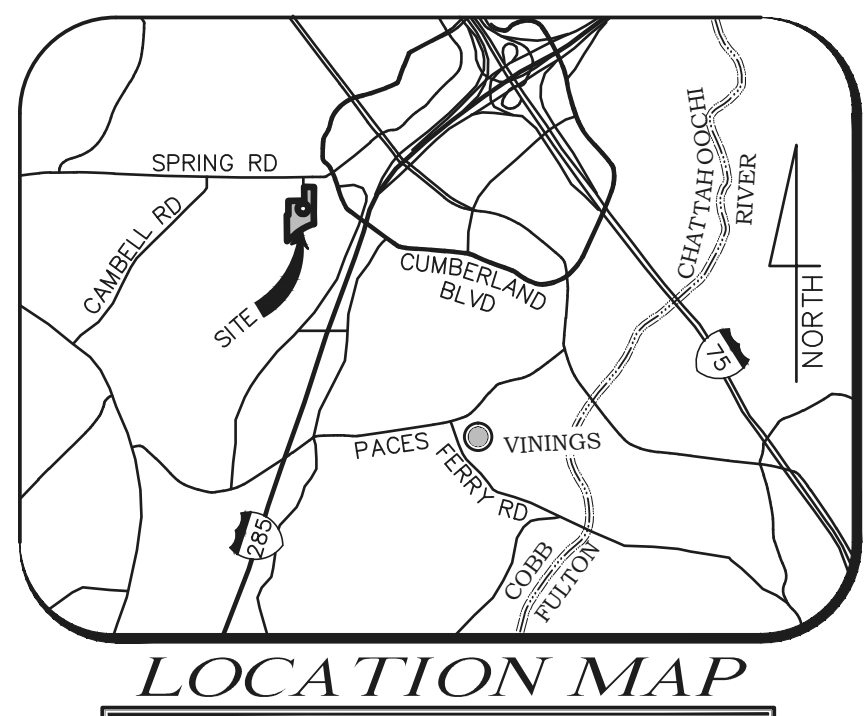 SPRING RD
CAMBELL RD
SITE
CUMBERLAND
BLVD
CHATTAHOOCHI
RIVER
NORTH
75
PACES
FERRY RD
VININGS
285
COBB
FULTON
LOCATION MAP